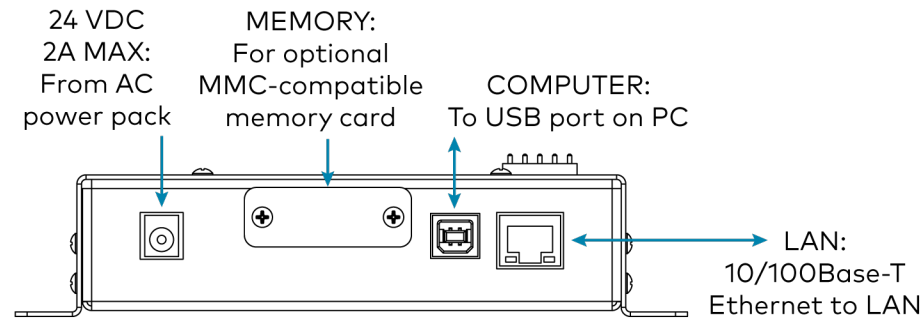 24 VDC
2A MAX:
From AC
power pack
MEMORY:
For optional
MMC-compatible
memory card
COMPUTER:
To USB port on PC
LAN:
10/100Base-T
Ethernet to LAN